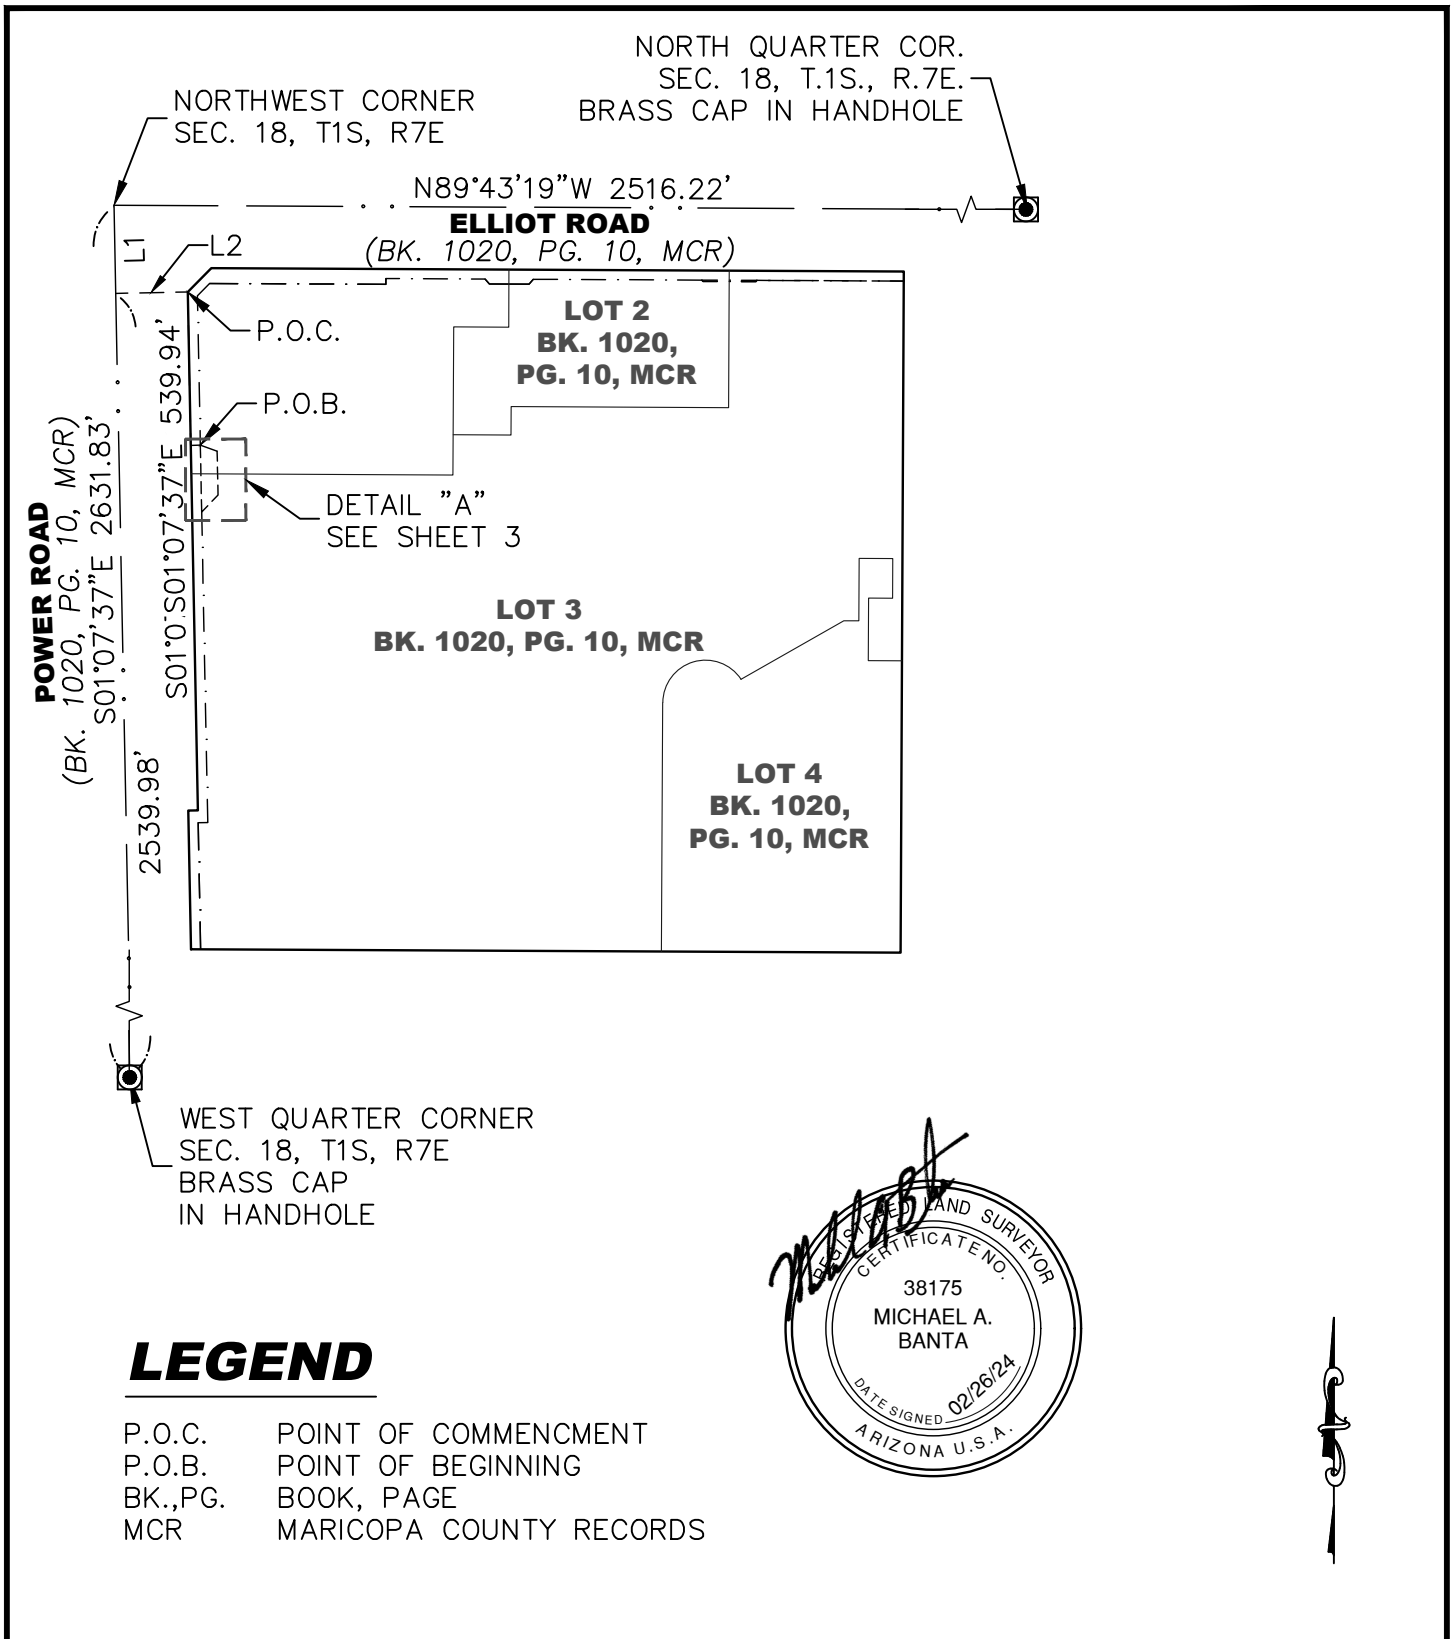 NORTH QUARTER COR.
SEC. 18, T.1S., R.7E.
BRASS CAP IN HANDHOLE
NORTHWEST CORNER
SEC. 18, T1S, R7E
N89°43'19"W 2516.22'
ELLIOT ROAD
(BK. 1020, PG. 10, MCR)
L1
L2
P.O.C.
LOT 2
BK. 1020,
PG. 10, MCR
P.O.B.
DETAIL "A"
SEE SHEET 3
POWER ROAD
(BK. 1020, PG. 10, MCR)
S01°07'37"E 2631.83'
S01°07'37"E 539.94'
2539.98'
LOT 3
BK. 1020, PG. 10, MCR
LOT 4
BK. 1020,
PG. 10, MCR
WEST QUARTER CORNER
SEC. 18, T1S, R7E
BRASS CAP
IN HANDHOLE
REGISTERED LAND SURVEYOR
CERTIFICATE NO.
38175
MICHAEL A.
BANTA
DATE SIGNED 02/26/24
ARIZONA U.S.A.
LEGEND
P.O.C. POINT OF COMMENCMENT
P.O.B. POINT OF BEGINNING
BK.,PG. BOOK, PAGE
MCR MARICOPA COUNTY RECORDS